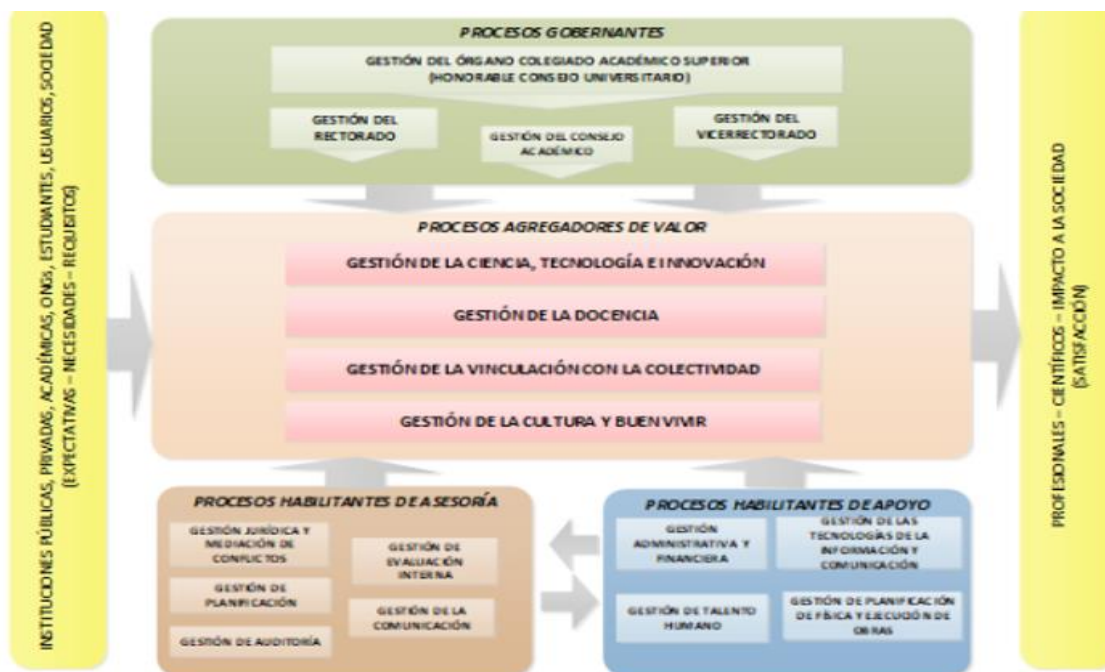 INSTITUCIONES PÚBLICAS, PRIVADAS, ACADÉMICAS, ONGs, ESTUDIANTES, USUARIOS, SOCIEDAD
(EXPECTATIVAS – NECESIDADES – REQUISITOS)
PROCESOS GOBERNANTES
GESTIÓN DEL ÓRGANO COLEGIADO ACADÉMICO SUPERIOR
(HONORABLE CONSEJO UNIVERSITARIO)
GESTIÓN DEL
RECTORADO
GESTIÓN DEL CONSEJO
ACADÉMICO
GESTIÓN DEL
VICERRECTORADO
PROCESOS AGREGADORES DE VALOR
GESTIÓN DE LA CIENCIA, TECNOLOGÍA E INNOVACIÓN
GESTIÓN DE LA DOCENCIA
GESTIÓN DE LA VINCULACIÓN CON LA COLECTIVIDAD
GESTIÓN DE LA CULTURA Y BUEN VIVIR
PROCESOS HABILITANTES DE ASESORÍA
GESTIÓN JURÍDICA Y
MEDIACIÓN DE
CONFLICTOS
GESTIÓN DE
PLANIFICACIÓN
GESTIÓN DE AUDITORÍA
GESTIÓN DE
EVALUACIÓN
INTERNA
GESTIÓN DE LA
COMUNICACIÓN
PROCESOS HABILITANTES DE APOYO
GESTIÓN
ADMINISTRATIVA Y
FINANCIERA
GESTIÓN DE LAS
TECNOLOGÍAS DE LA
INFORMACIÓN Y
COMUNICACIÓN
GESTIÓN DE TALENTO
HUMANO
GESTIÓN DE PLANIFICACIÓN
DE FÍSICA Y EJECUCIÓN DE
OBRAS
PROFESIONALES – CIENTÍFICOS – IMPACTO A LA SOCIEDAD
(SATISFACCIÓN)